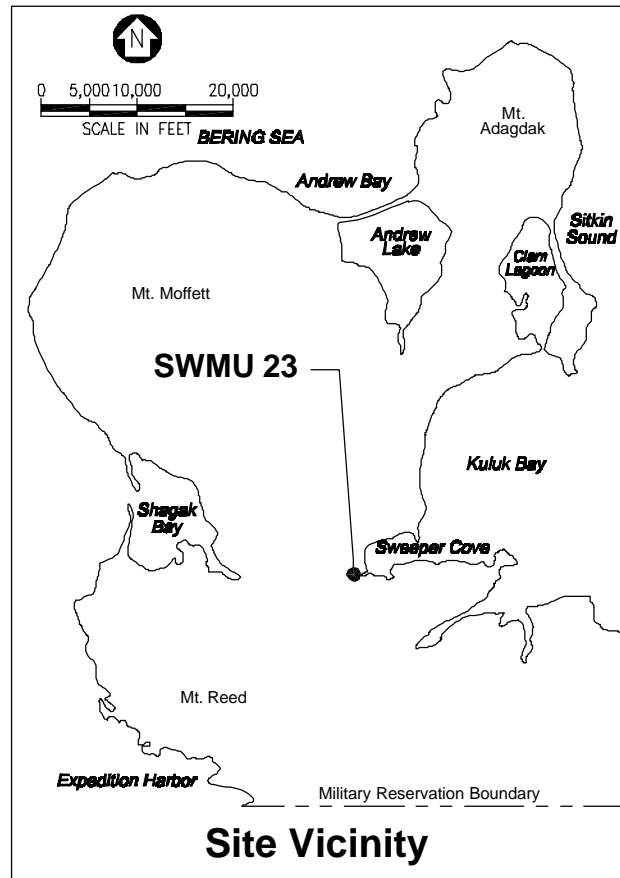 N
0 5,000 10,000 20,000
SCALE IN FEET
BERING SEA
Mt.
Adagdak
Andrew Bay
Andrew
Lake
Sitkin
Sound
Clam
Lagoon
Mt. Moffett
SWMU 23
Kuluk Bay
Shagak
Bay
Sweeper Cove
Mt. Reed
Expedition Harbor
Military Reservation Boundary
Site Vicinity